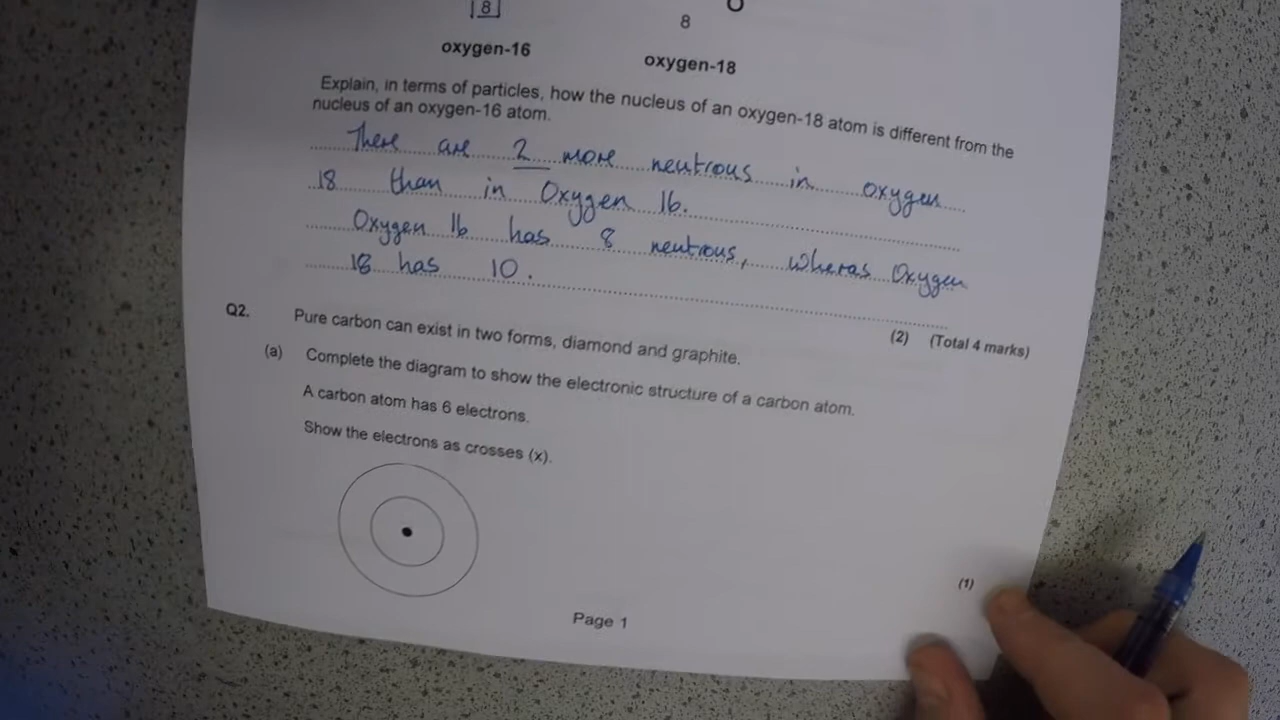 8 8 O
oxygen-16 oxygen-18
Explain, in terms of particles, how the nucleus of an oxygen-18 atom is different from the
nucleus of an oxygen-16 atom.
There are 2 more neutrons in oxygen
18 than in Oxygen 16.
Oxygen 16 has 8 neutrons, wheras Oxygen
18 has 10.
(2) (Total 4 marks)
Q2. Pure carbon can exist in two forms, diamond and graphite.
(a) Complete the diagram to show the electronic structure of a carbon atom.
A carbon atom has 6 electrons.
Show the electrons as crosses (x).
(1)
Page 1